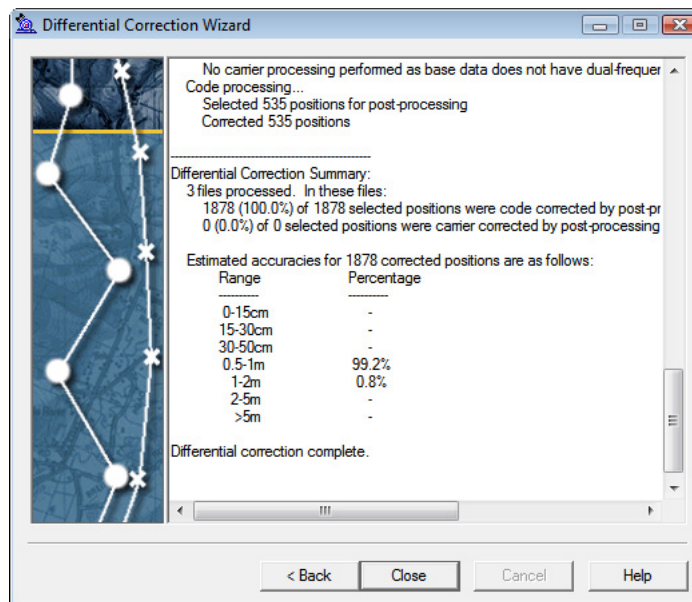 Differential Correction Wizard
No carrier processing performed as base data does not have dual-frequer
Code processing...
Selected 535 positions for post-processing
Corrected 535 positions
--------------------------------------------------
Differential Correction Summary:
3 files processed. In these files:
1878 (100.0%) of 1878 selected positions were code corrected by post-pr
0 (0.0%) of 0 selected positions were carrier corrected by post-processing
Estimated accuracies for 1878 corrected positions are as follows:
Range Percentage
---------- ----------
0-15cm -
15-30cm -
30-50cm -
0.5-1m 99.2%
1-2m 0.8%
2-5m -
>5m -
Differential correction complete.
< Back Close Cancel Help